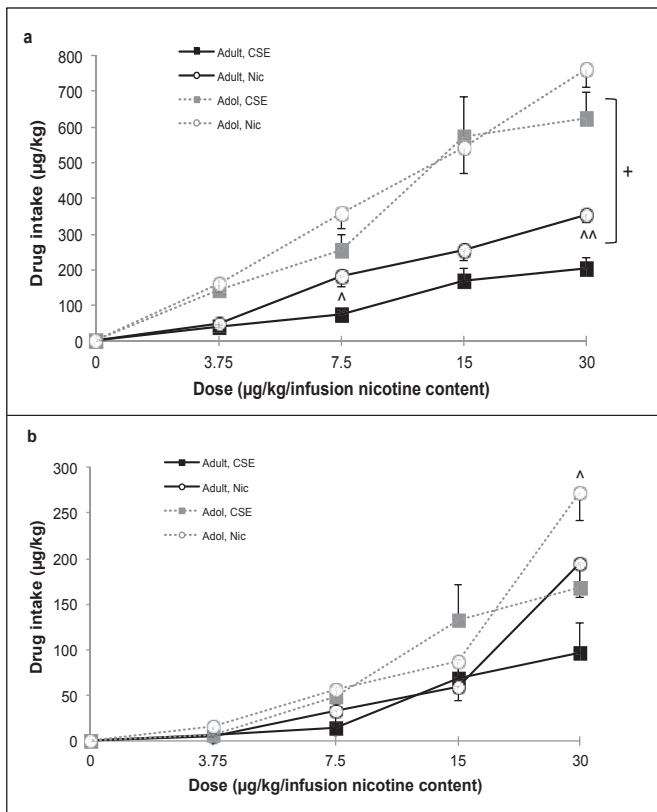 a
Adult, CSE
Adult, Nic
Adol, CSE
Adol, Nic
Drug intake (µg/kg)
800
700
600
500
400
300
200
100
0
+
^
^^
0 3.75 7.5 15 30
Dose (µg/kg/infusion nicotine content)
b
Adult, CSE
Adult, Nic
Adol, CSE
Adol, Nic
Drug intake (µg/kg)
300
250
200
150
100
50
0
^
0 3.75 7.5 15 30
Dose (µg/kg/infusion nicotine content)